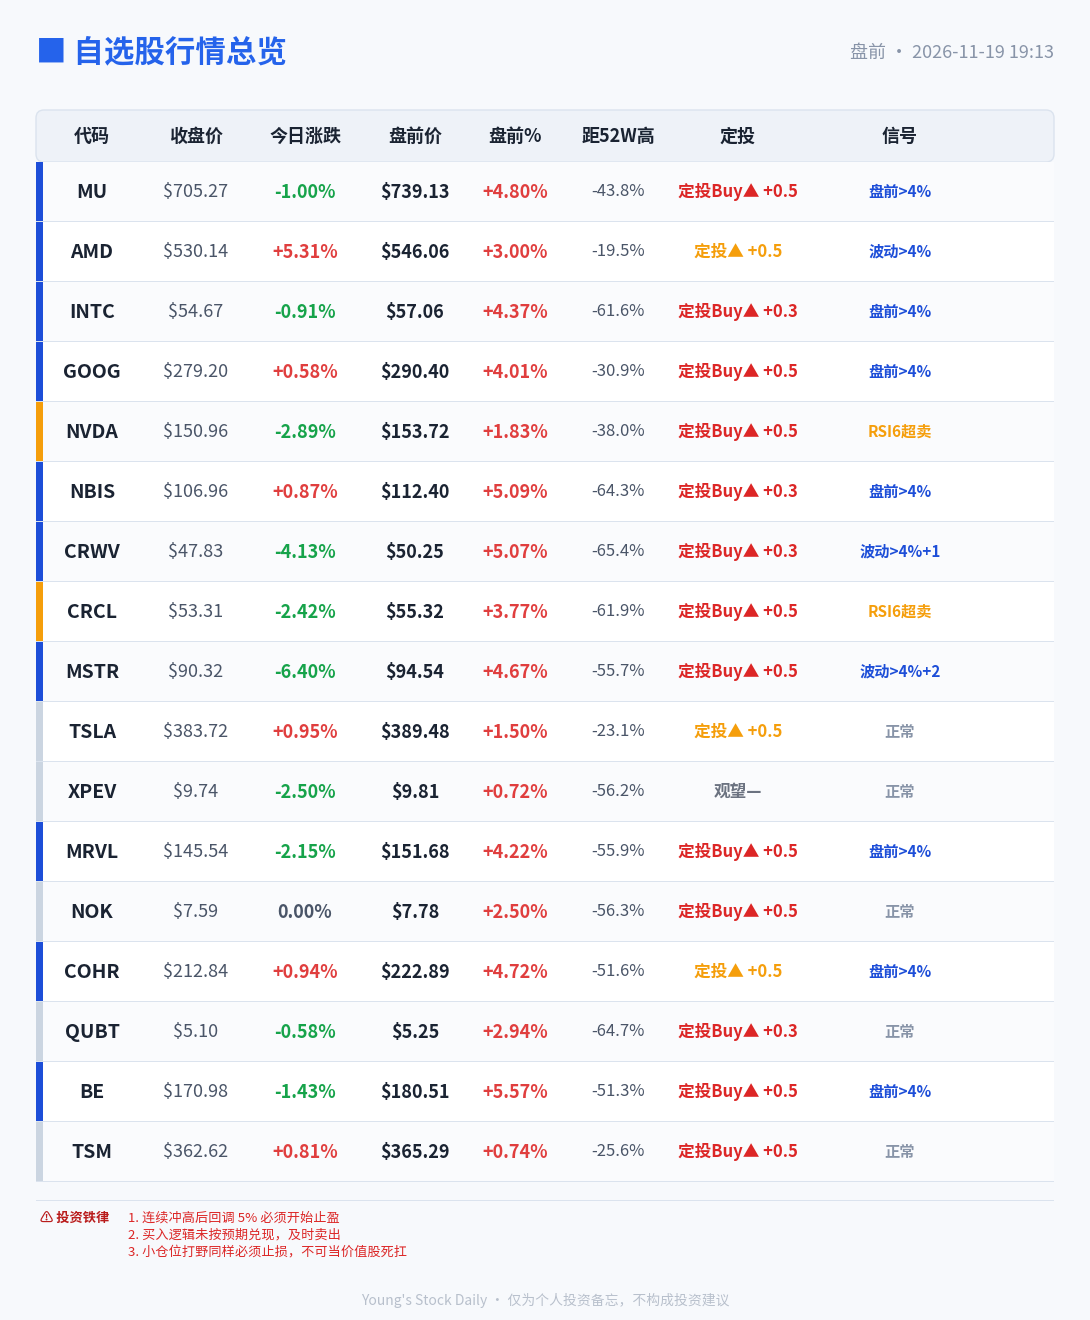 自选股行情总览
盘前 · 2026-11-19 19:13
代码 收盘价 今日涨跌 盘前价 盘前% 距52W高 定投 信号
MU $705.27 -1.00% $739.13 +4.80% -43.8% 定投Buy▲ +0.5 盘前>4%
AMD $530.14 +5.31% $546.06 +3.00% -19.5% 定投▲ +0.5 波动>4%
INTC $54.67 -0.91% $57.06 +4.37% -61.6% 定投Buy▲ +0.3 盘前>4%
GOOG $279.20 +0.58% $290.40 +4.01% -30.9% 定投Buy▲ +0.5 盘前>4%
NVDA $150.96 -2.89% $153.72 +1.83% -38.0% 定投Buy▲ +0.5 RSI6超卖
NBIS $106.96 +0.87% $112.40 +5.09% -64.3% 定投Buy▲ +0.3 盘前>4%
CRWV $47.83 -4.13% $50.25 +5.07% -65.4% 定投Buy▲ +0.3 波动>4%+1
CRCL $53.31 -2.42% $55.32 +3.77% -61.9% 定投Buy▲ +0.5 RSI6超卖
MSTR $90.32 -6.40% $94.54 +4.67% -55.7% 定投Buy▲ +0.5 波动>4%+2
TSLA $383.72 +0.95% $389.48 +1.50% -23.1% 定投▲ +0.5 正常
XPEV $9.74 -2.50% $9.81 +0.72% -56.2% 观望— 正常
MRVL $145.54 -2.15% $151.68 +4.22% -55.9% 定投Buy▲ +0.5 盘前>4%
NOK $7.59 0.00% $7.78 +2.50% -56.3% 定投Buy▲ +0.5 正常
COHR $212.84 +0.94% $222.89 +4.72% -51.6% 定投▲ +0.5 盘前>4%
QUBT $5.10 -0.58% $5.25 +2.94% -64.7% 定投Buy▲ +0.3 正常
BE $170.98 -1.43% $180.51 +5.57% -51.3% 定投Buy▲ +0.5 盘前>4%
TSM $362.62 +0.81% $365.29 +0.74% -25.6% 定投Buy▲ +0.5 正常
⚠ 投资铁律 1. 连续冲高后回调 5% 必须开始止盈
2. 买入逻辑未按预期兑现，及时卖出
3. 小仓位打野同样必须止损，不可当价值股死扛
Young's Stock Daily · 仅为个人投资备忘，不构成投资建议